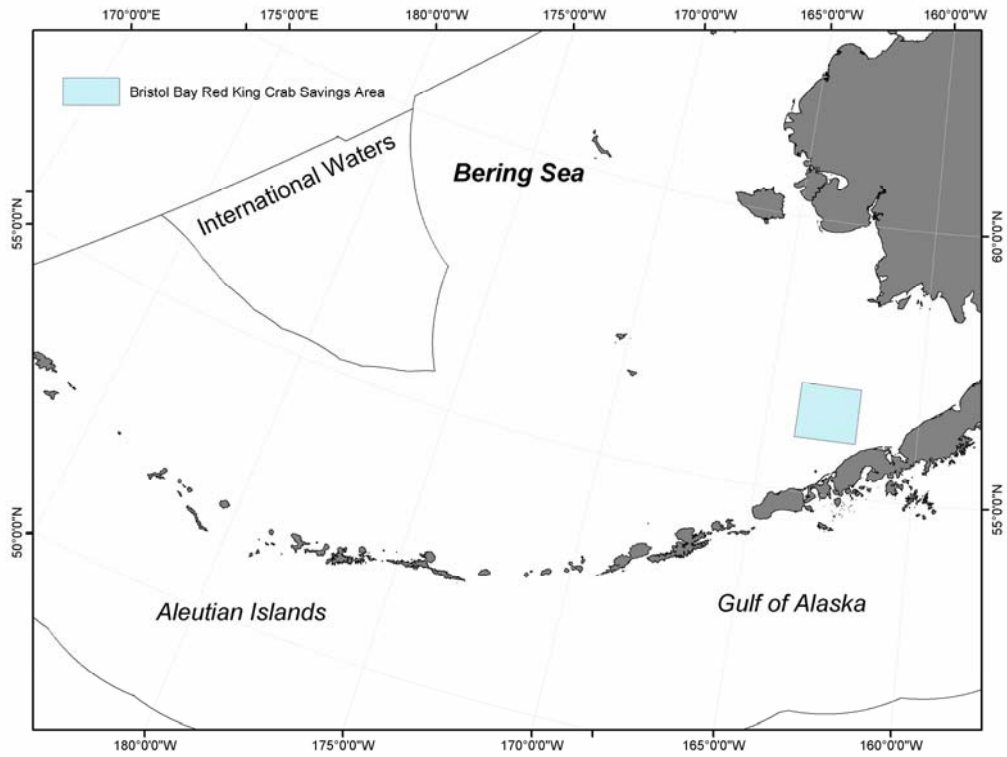 170°0'0"W 175°0'0"E 180°0'0"W 175°0'0"W 170°0'0"W 165°0'0"W 160°0'0"W
Bristol Bay Red King Crab Savings Area
International Waters
Bering Sea
55°0'0"N
60°0'0"N
50°0'0"N
55°0'0"N
Aleutian Islands
Gulf of Alaska
180°0'0"W 175°0'0"W 170°0'0"W 165°0'0"W 160°0'0"W